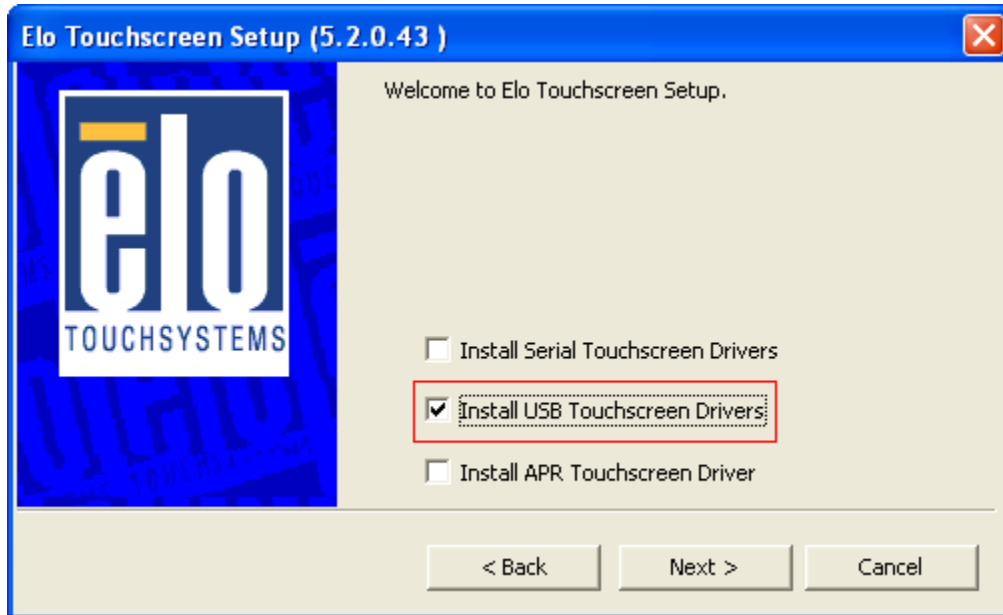 Elo Touchscreen Setup (5.2.0.43 )
Welcome to Elo Touchscreen Setup.
ēlo
TOUCHSYSTEMS
Install Serial Touchscreen Drivers
Install USB Touchscreen Drivers
Install APR Touchscreen Driver
< Back
Next >
Cancel